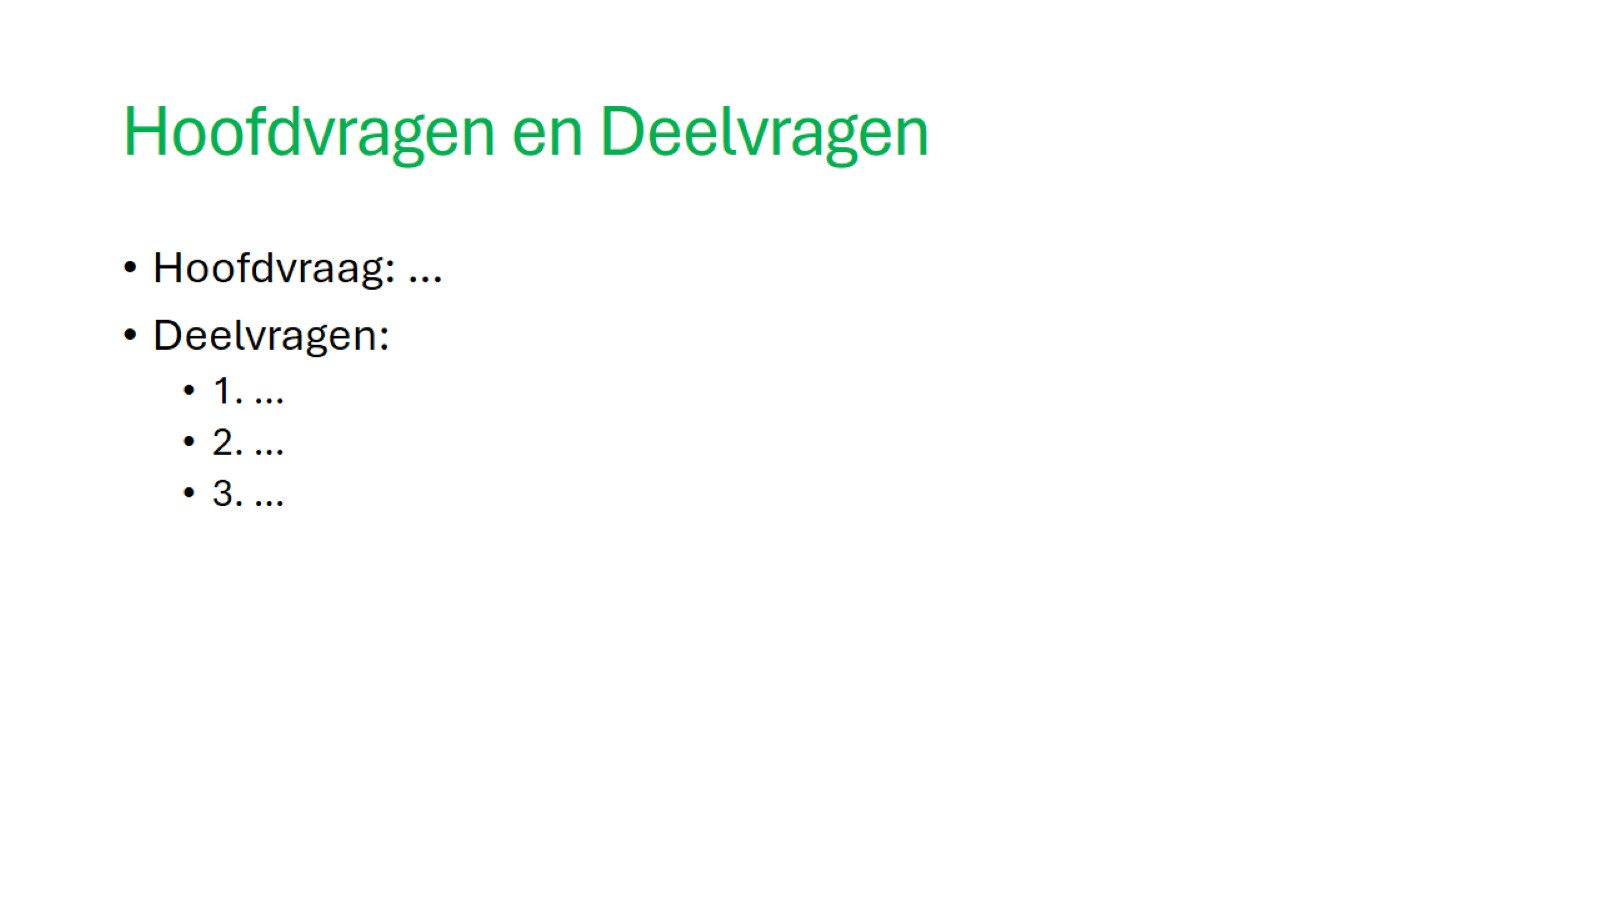 Hoofdvragen en Deelvragen
• Hoofdvraag: ...
• Deelvragen:
• 1. ...
• 2. ...
• 3. ...